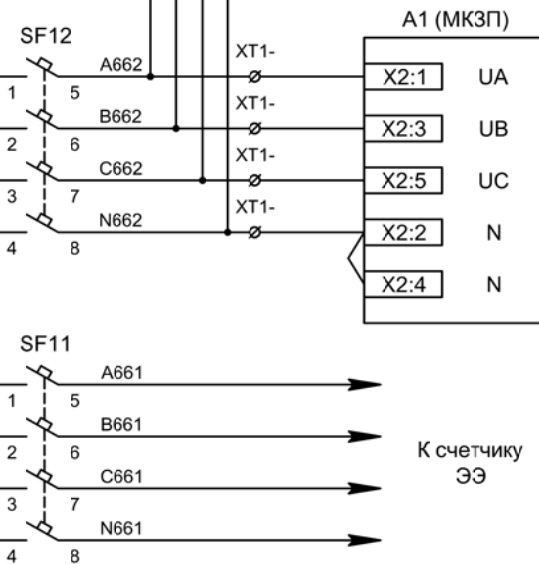 A1 (МКЗП)
SF12
XT1-
A662
X2:1 UA
1 5
XT1-
B662
X2:3 UB
2 6
XT1-
C662
X2:5 UC
3 7
XT1-
N662
X2:2 N
4 8
X2:4 N
SF11
A661
1 5
B661
2 6
К счетчику
ЭЭ
C661
3 7
N661
4 8